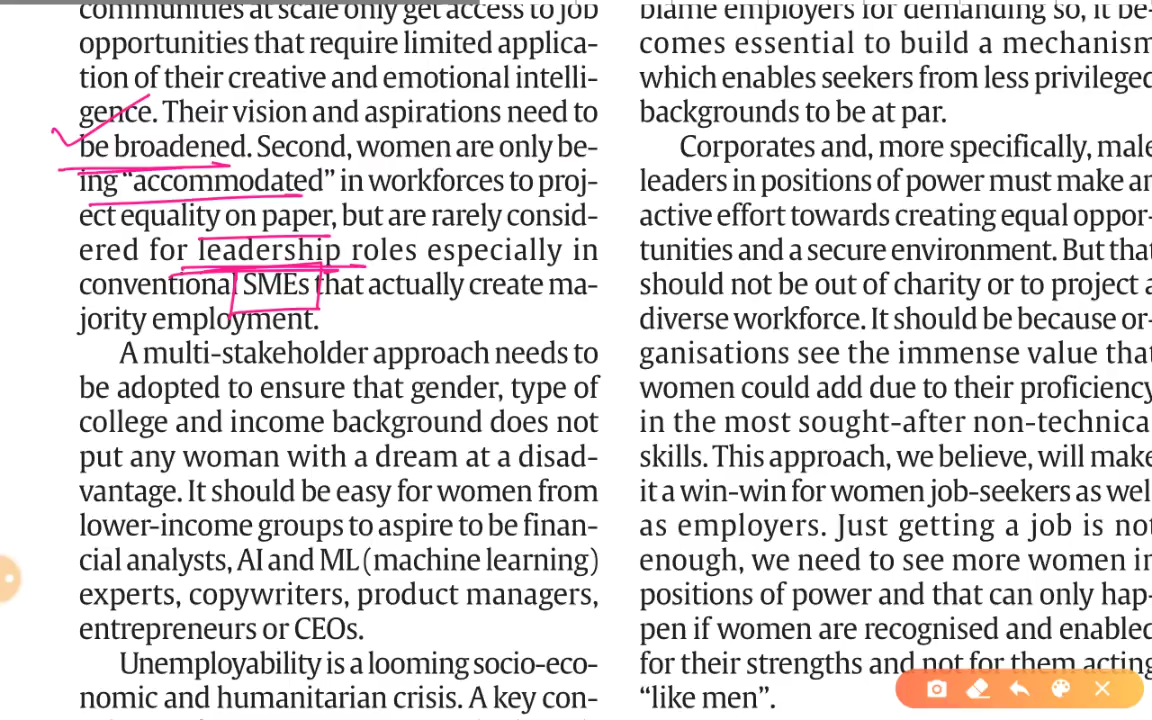 communities at scale only get access to job
opportunities that require limited applica-
tion of their creative and emotional intelli-
gence. Their vision and aspirations need to
be broadened. Second, women are only be-
ing “accommodated” in workforces to proj-
ect equality on paper, but are rarely consid-
ered for leadership roles especially in
conventional SMEs that actually create ma-
jority employment.
A multi-stakeholder approach needs to
be adopted to ensure that gender, type of
college and income background does not
put any woman with a dream at a disad-
vantage. It should be easy for women from
lower-income groups to aspire to be finan-
cial analysts, AI and ML (machine learning)
experts, copywriters, product managers,
entrepreneurs or CEOs.
Unemployability is a looming socio-eco-
nomic and humanitarian crisis. A key con-
blame employers for demanding so, it be-
comes essential to build a mechanism
which enables seekers from less privileged
backgrounds to be at par.
Corporates and, more specifically, male
leaders in positions of power must make an
active effort towards creating equal oppor-
tunities and a secure environment. But that
should not be out of charity or to project a
diverse workforce. It should be because or-
ganisations see the immense value that
women could add due to their proficiency
in the most sought-after non-technica
skills. This approach, we believe, will make
it a win-win for women job-seekers as wel
as employers. Just getting a job is not
enough, we need to see more women in
positions of power and that can only hap-
pen if women are recognised and enabled
for their strengths and not for them acting
“like men”.